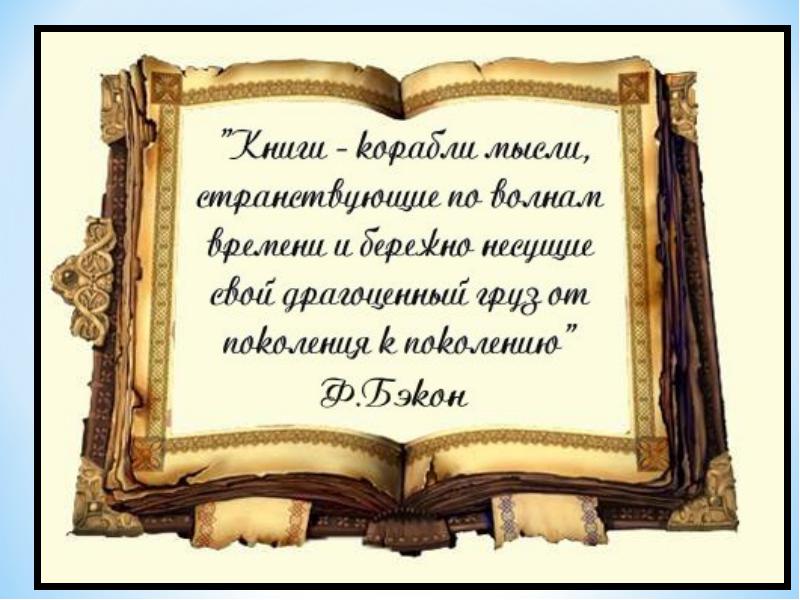 "Книги - корабли мысли,
странствующие по волнам
времени и бережно несущие
свой драгоценный груз от
поколения к поколению"
Ф.Бэкон